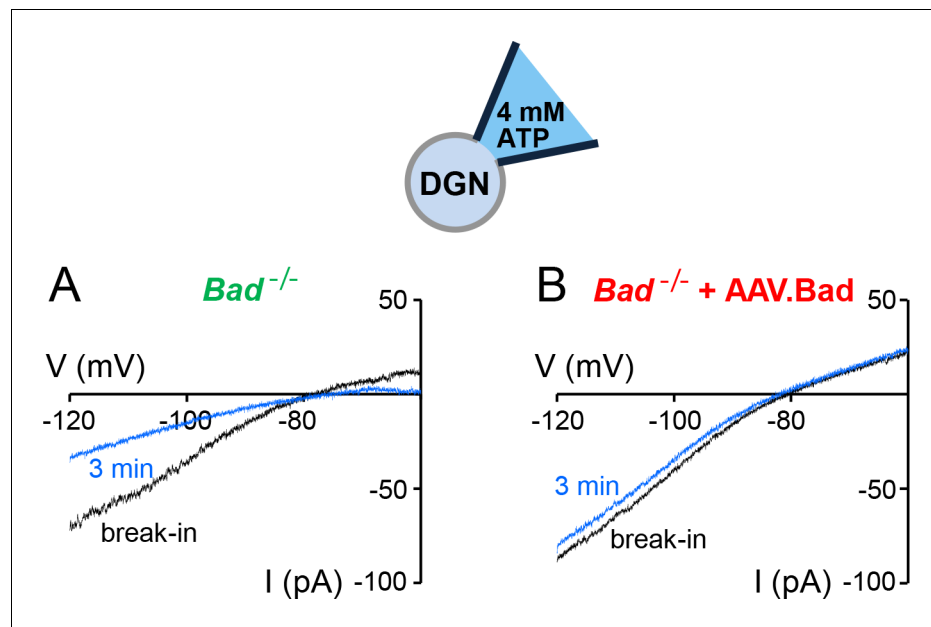 4 mM
ATP
DGN
A
Bad -/-
50
V (mV)
-120
-100
-80
3 min
-50
break-in
I (pA)
-100
B
Bad -/- + AAV.Bad
50
V (mV)
-120
-100
-80
3 min
-50
break-in
I (pA)
-100